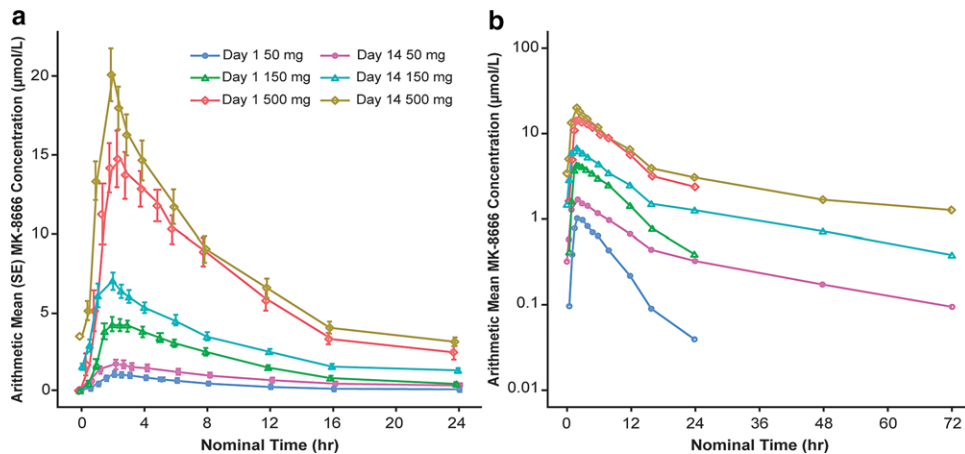 a
Arithmetic Mean (SE) MK-8666 Concentration (µmol/L)
20
15
10
5
0
Day 1 50 mg
Day 14 50 mg
Day 1 150 mg
Day 14 150 mg
Day 1 500 mg
Day 14 500 mg
0 4 8 12 16 20 24
Nominal Time (hr)
b
Arithmetic Mean MK-8666 Concentration (µmol/L)
100
10
1
0.1
0.01
0 12 24 36 48 60 72
Nominal Time (hr)